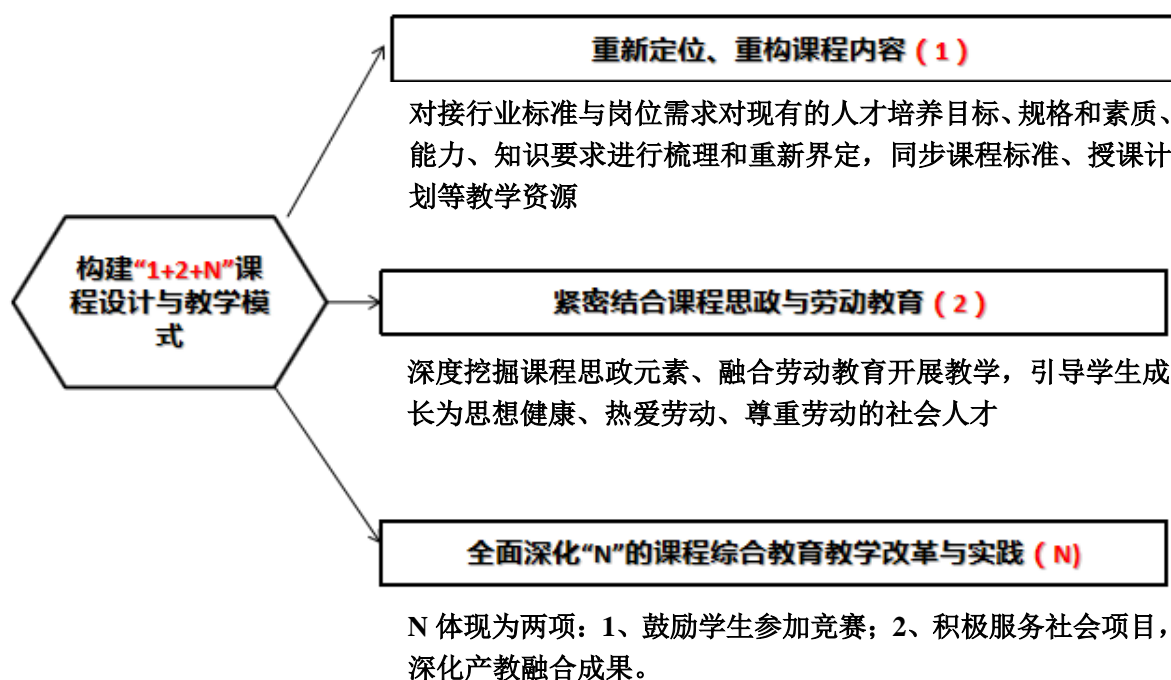 重新定位、重构课程内容（1）
对接行业标准与岗位需求对现有的人才培养目标、规格和素质、
能力、知识要求进行梳理和重新界定，同步课程标准、授课计
划等教学资源
构建“1+2+N”课
程设计与教学模
式
紧密结合课程思政与劳动教育（2）
深度挖掘课程思政元素、融合劳动教育开展教学，引导学生成
长为思想健康、热爱劳动、尊重劳动的社会人才
全面深化“N”的课程综合教育教学改革与实践（N)
N 体现为两项：1、鼓励学生参加竞赛；2、积极服务社会项目，
深化产教融合成果。